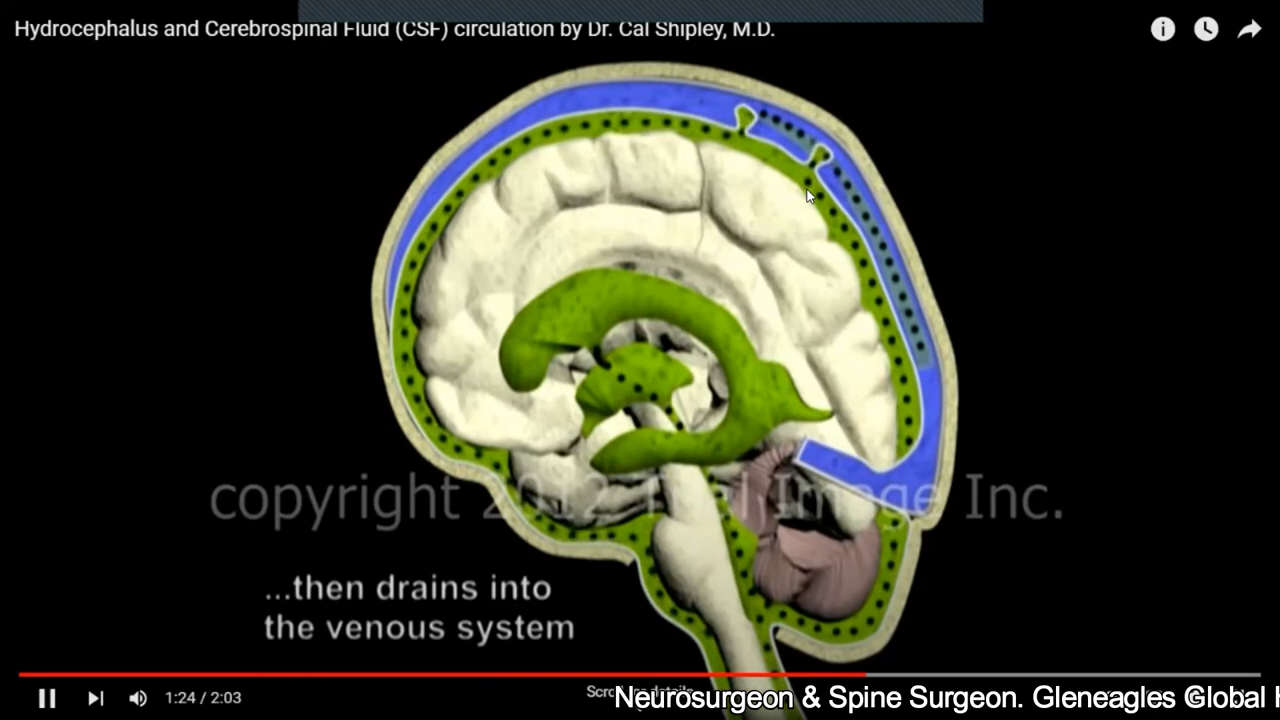 Hydrocephalus and Cerebrospinal Fluid (CSF) circulation by Dr. Cal Shipley, M.D.
copyright 2012 Trial Image Inc.
...then drains into
the venous system
1:24 / 2:03
Neurosurgeon & Spine Surgeon. Gleneagles Global